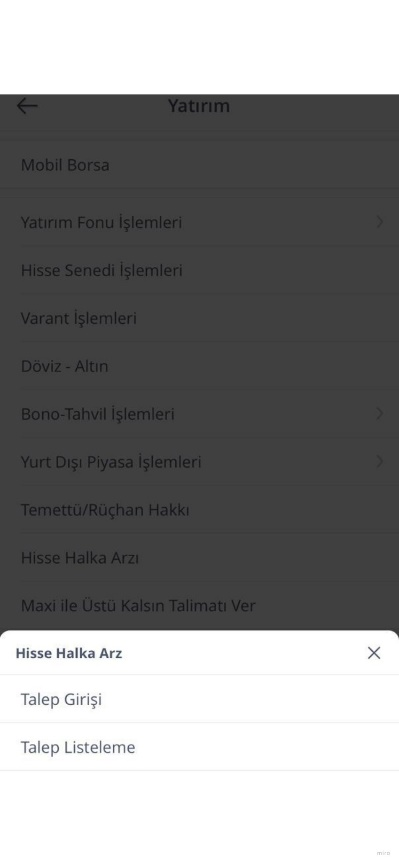 Yatırım
Mobil Borsa
Yatırım Fonu İşlemleri
Hisse Senedi İşlemleri
Varant İşlemleri
Döviz - Altın
Bono-Tahvil İşlemleri
Yurt Dışı Piyasa İşlemleri
Temettü/Rüçhan Hakkı
Hisse Halka Arzı
Maxi ile Üstü Kalsın Talimatı Ver
Hisse Halka Arz
Talep Girişi
Talep Listeleme